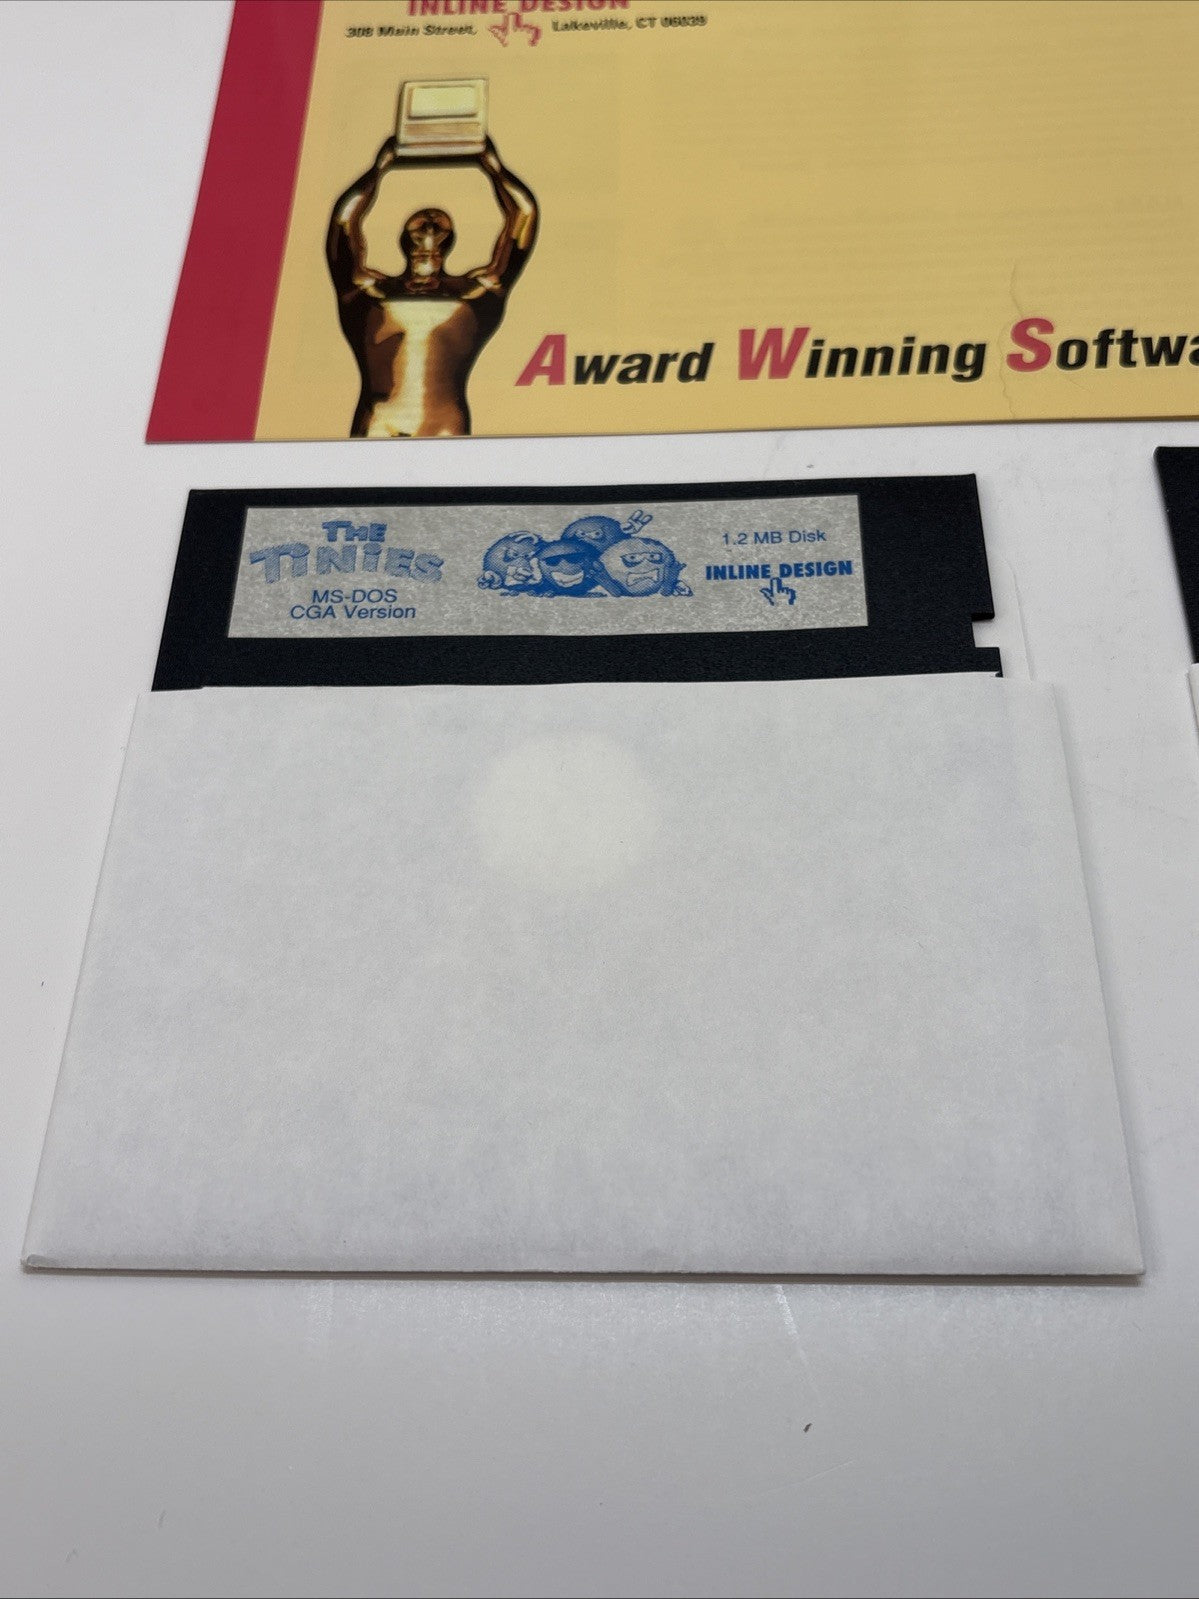 INLINE DESIGN
308 Main Street, Lakeville, CT 06039
Award Winning Softwa
THE
TINIES
MS-DOS
CGA Version
1.2 MB Disk
INLINE DESIGN